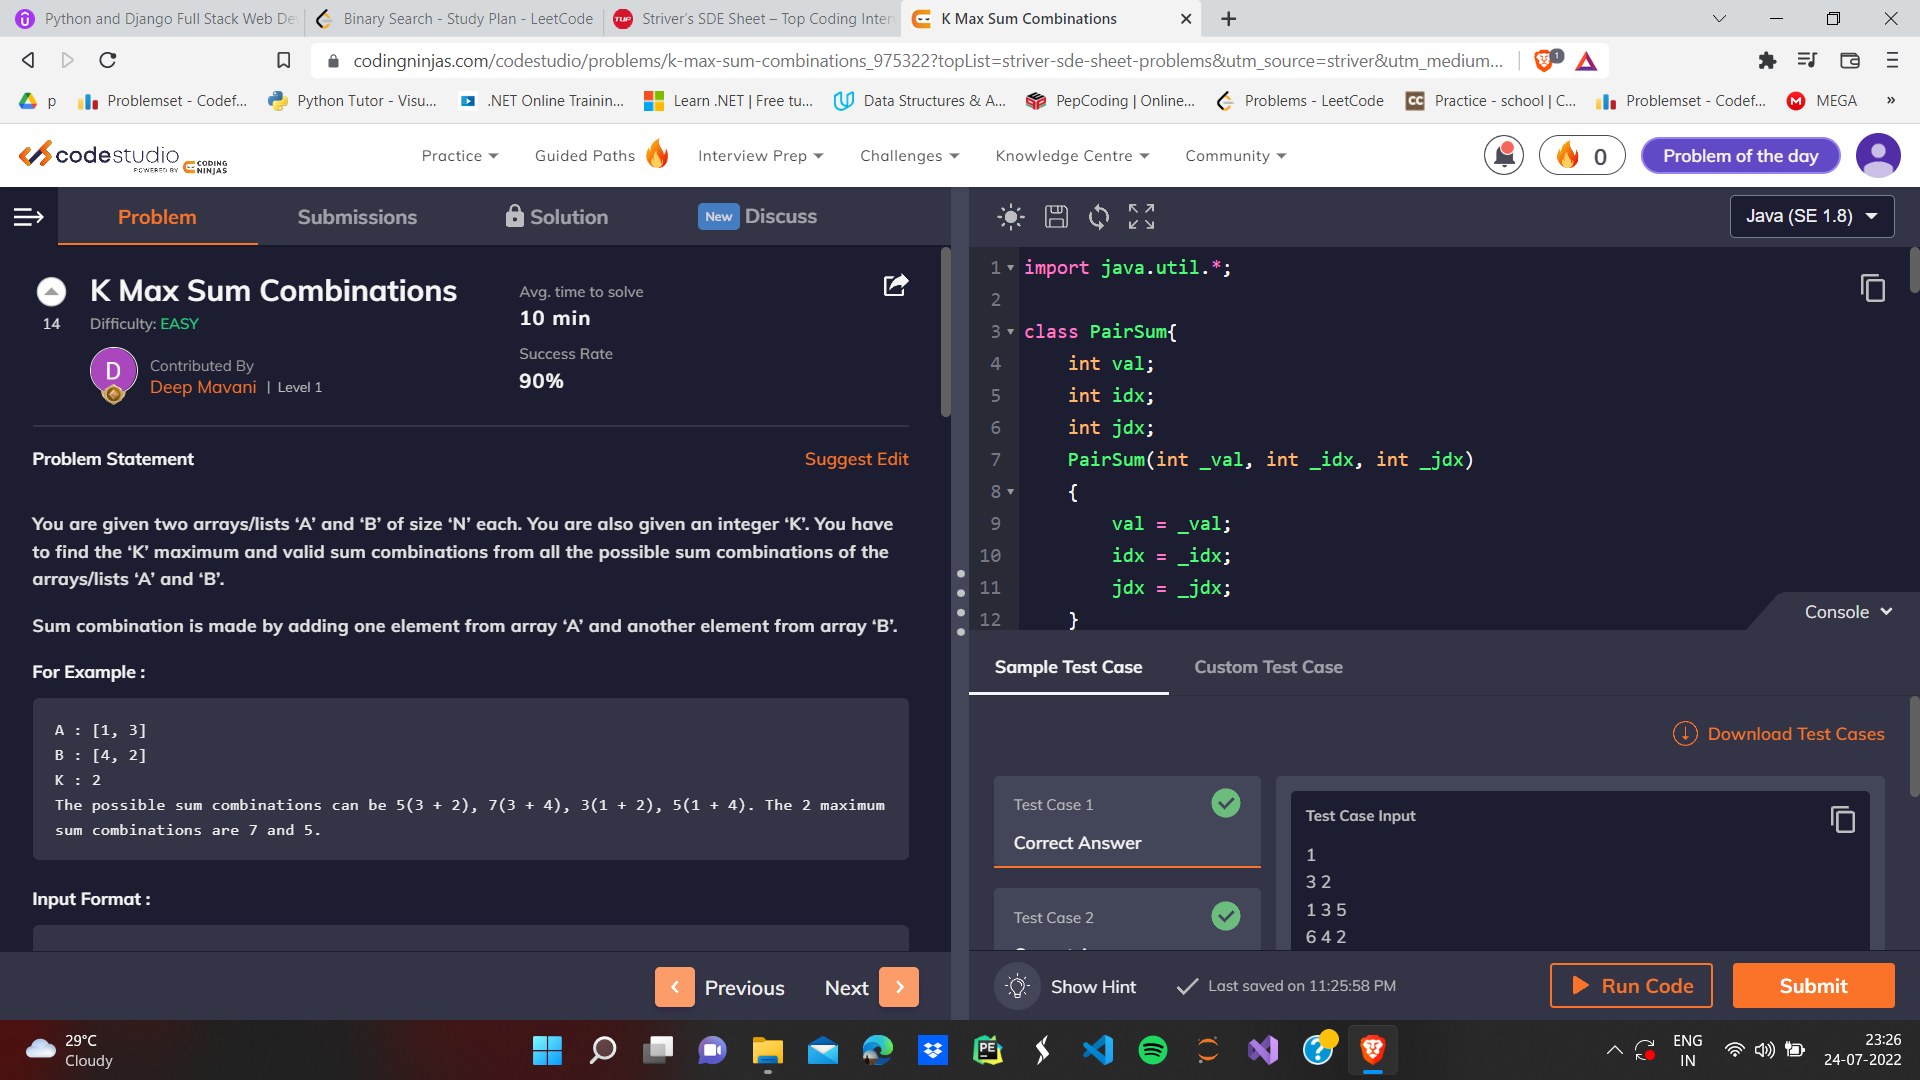 Python and Django Full Stack Web De
Binary Search - Study Plan - LeetCode
Striver's SDE Sheet – Top Coding Inter
K Max Sum Combinations
codingninjas.com/codestudio/problems/k-max-sum-combinations_975322?topList=striver-sde-sheet-problems&utm_source=striver&utm_medium...
1
p
Problemset - Codef...
Python Tutor - Visu...
.NET Online Trainin...
Learn .NET | Free tu...
Data Structures & A...
PepCoding | Online...
Problems - LeetCode
CC
Practice - school | C...
Problemset - Codef...
M
MEGA
»
codestudio
POWERED BY CODING NINJAS
Practice
Guided Paths
Interview Prep
Challenges
Knowledge Centre
Community
0
Problem of the day
Problem
Submissions
Solution
New Discuss
Java (SE 1.8)
K Max Sum Combinations
14
Difficulty: EASY
Avg. time to solve
10 min
Success Rate
90%
D
Contributed By
Deep Mavani | Level 1
Problem Statement
Suggest Edit
You are given two arrays/lists ‘A’ and ‘B’ of size ‘N’ each. You are also given an integer ‘K’. You have
to find the ‘K’ maximum and valid sum combinations from all the possible sum combinations of the
arrays/lists ‘A’ and ‘B’.
Sum combination is made by adding one element from array ‘A’ and another element from array ‘B’.
For Example :
A : [1, 3]
B : [4, 2]
K : 2
The possible sum combinations can be 5(3 + 2), 7(3 + 4), 3(1 + 2), 5(1 + 4). The 2 maximum
sum combinations are 7 and 5.
Input Format :
Previous
Next
1 import java.util.*;
2
3 class PairSum{
4 int val;
5 int idx;
6 int jdx;
7 PairSum(int _val, int _idx, int _jdx)
8 {
9 val = _val;
10 idx = _idx;
11 jdx = _jdx;
12 }
Console
Sample Test Case
Custom Test Case
Download Test Cases
Test Case 1
Correct Answer
Test Case 2
Test Case Input
1
3 2
1 3 5
6 4 2
Show Hint
Last saved on 11:25:58 PM
Run Code
Submit
29°C
Cloudy
PE
ENG
IN
23:26
24-07-2022